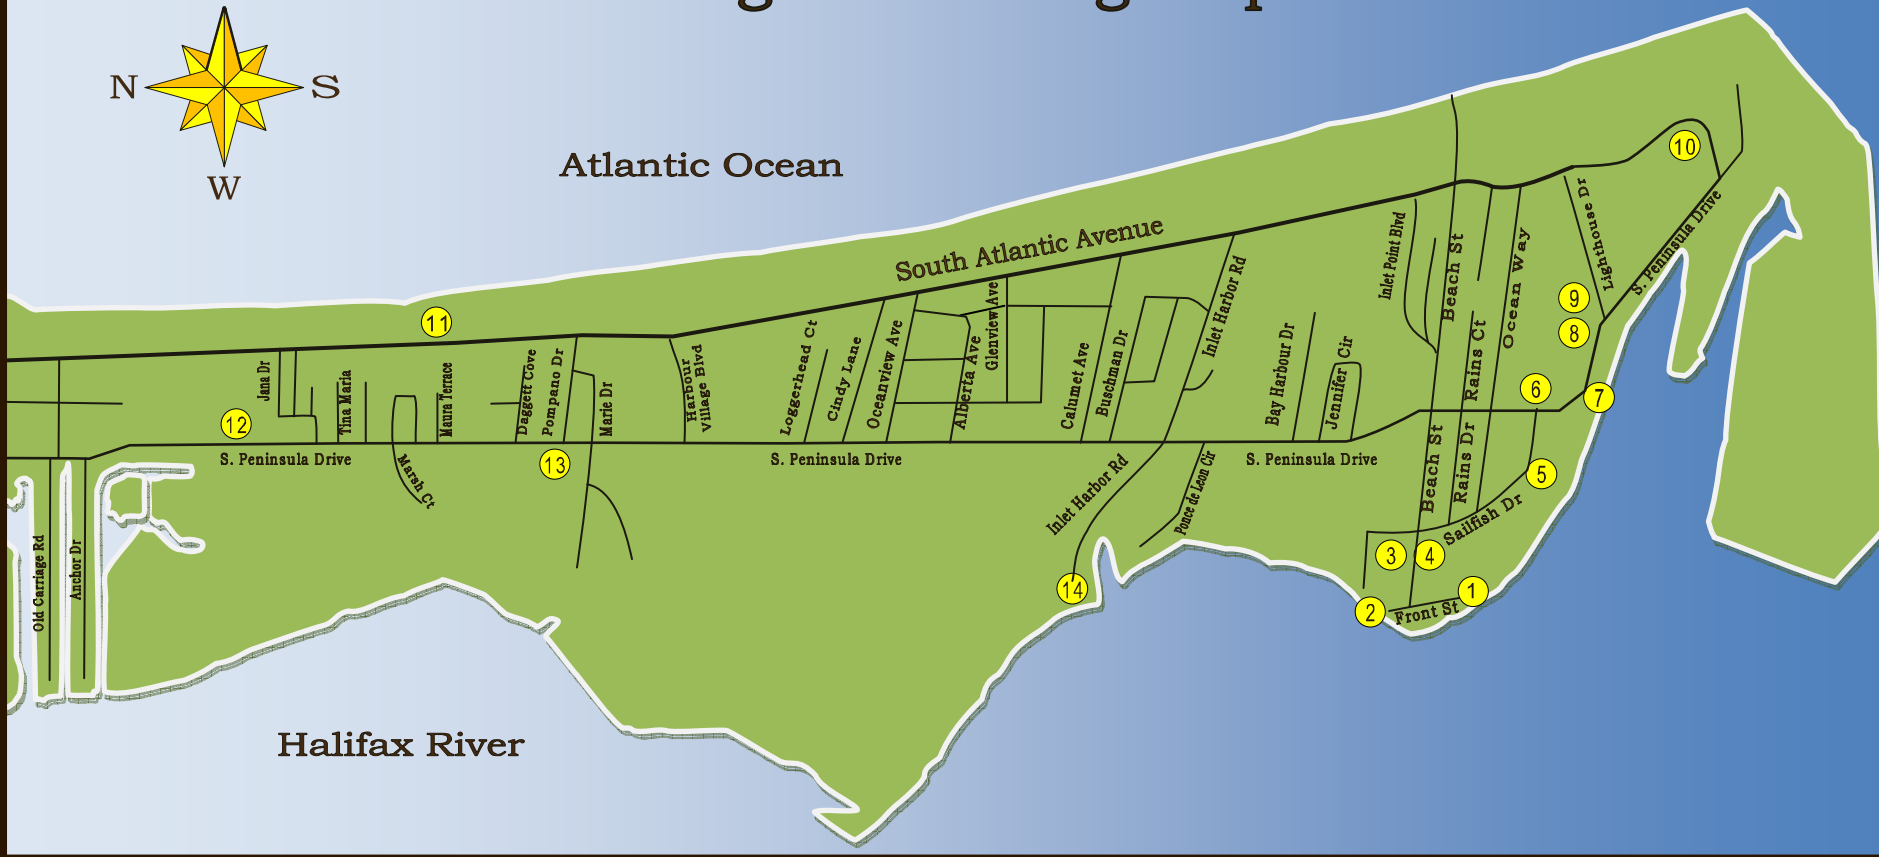 N
S
W
Atlantic Ocean
South Atlantic Avenue
10
Lighthouse Dr
S. Peninsula Drive
Inlet Point Blvd
Beach St
Ocean Way
Inlet Harbor Rd
Glenview Ave
9
11
8
Jana Dr
Tina Maria
Maura Terrace
Daggett Cove
Pompano Dr
Marie Dr
Harbour
Village Blvd
Loggerhead Ct
Cindy Lane
Oceanview Ave
Alberta Ave
Calumet Ave
Buschman Dr
Bay Harbour Dr
Jennifer Cir
Rains Ct
6
7
12
S. Peninsula Drive
Marsh Ct
13
S. Peninsula Drive
Inlet Harbor Rd
Ponce de Leon Cir
S. Peninsula Drive
Beach St
Rains Dr
5
Sailfish Dr
Old Carriage Rd
Anchor Dr
3
4
14
2
Front St
1
Halifax River